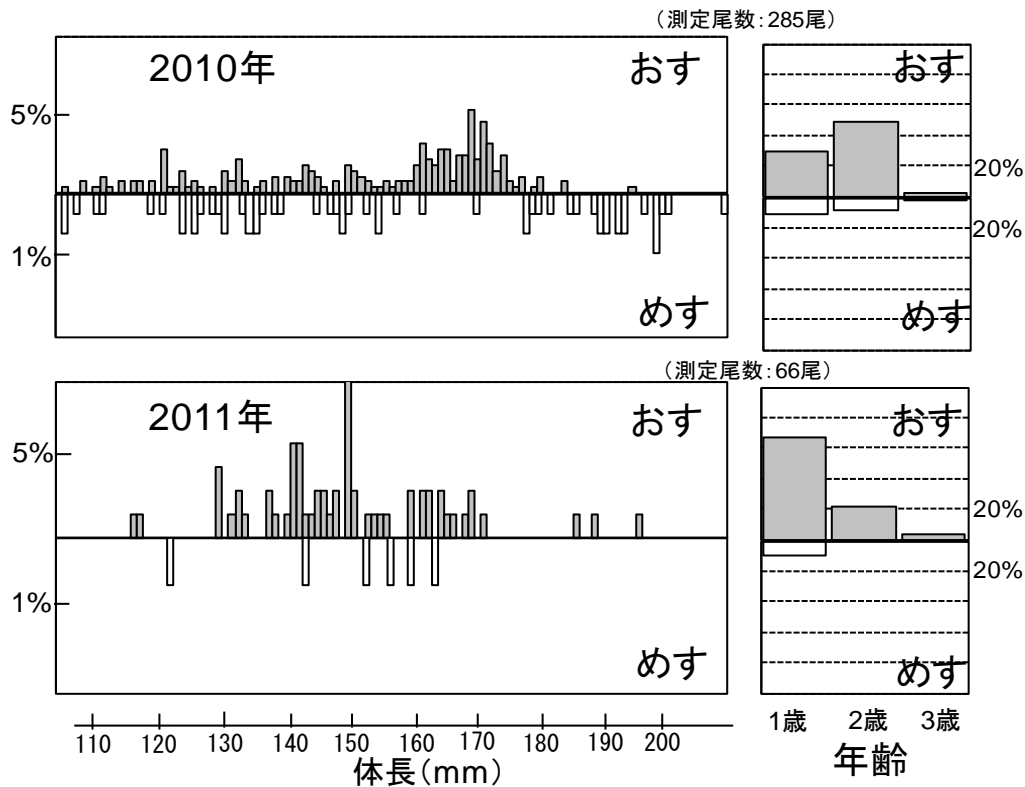 （測定尾数：285尾）
2010年
おす
5%
1%
めす
おす
20%
20%
めす
（測定尾数：66尾）
2011年
おす
5%
1%
めす
おす
20%
20%
めす
110 120 130 140 150 160 170 180 190 200
体長（mm）
1歳 2歳 3歳
年齢